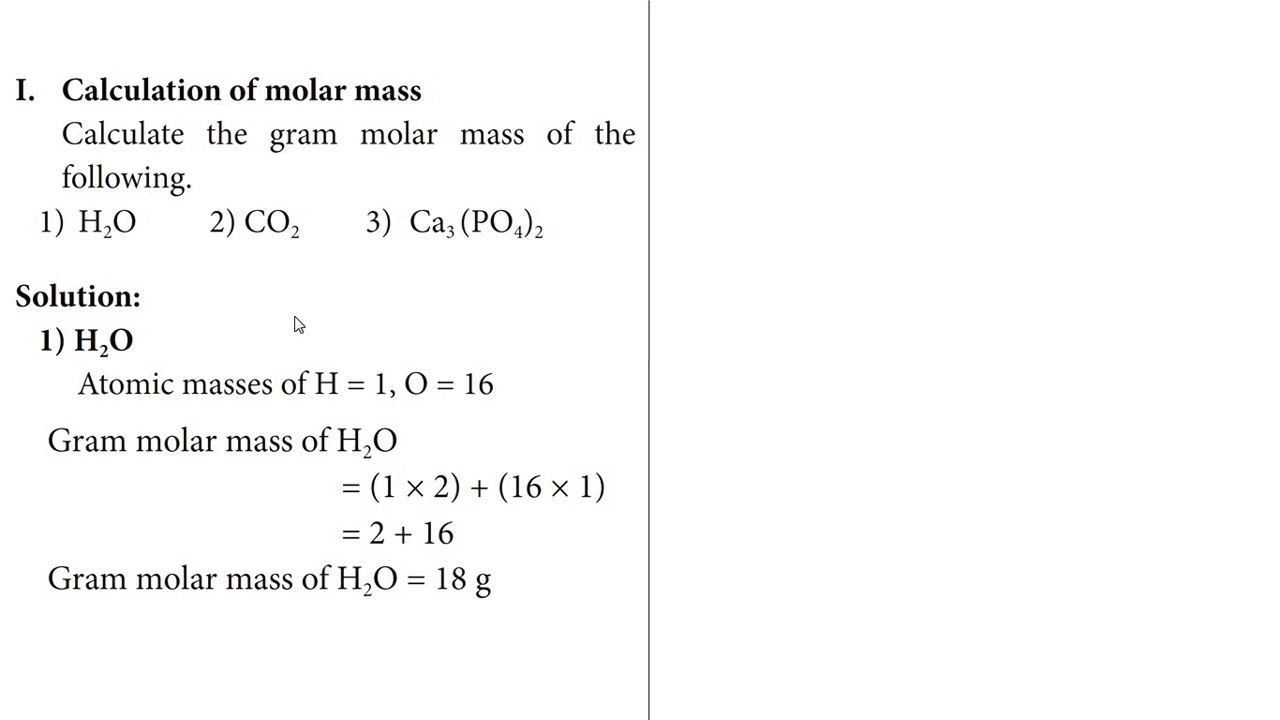 I. Calculation of molar mass
Calculate the gram molar mass of the
following.
1) H₂O 2) CO₂ 3) Ca₃(PO₄)₂
Solution:
1) H₂O
Atomic masses of H = 1, O = 16
Gram molar mass of H₂O
= (1 × 2) + (16 × 1)
= 2 + 16
Gram molar mass of H₂O = 18 g